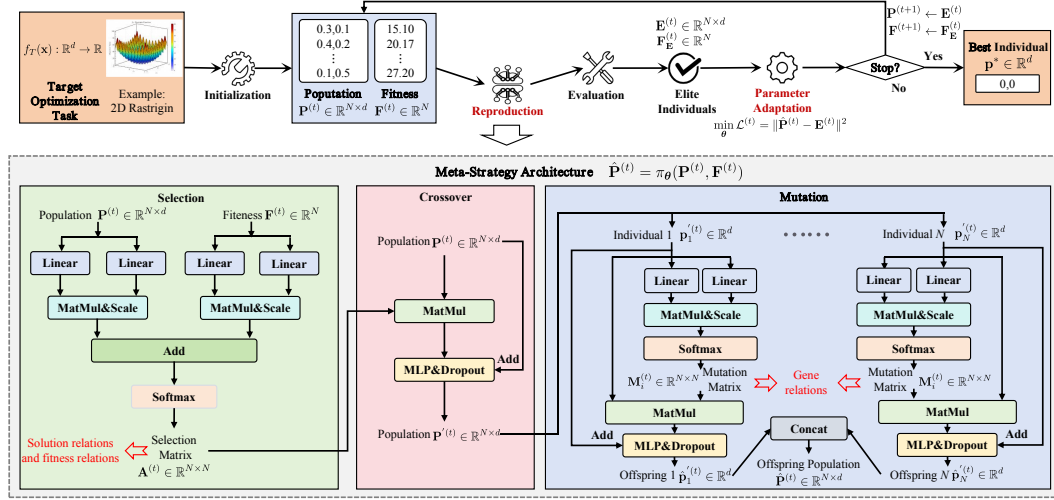 f_T(x) : ℝ^d → ℝ
Target
Optimization
Task
Example:
2D Rastrigin
Initialization
0.3,0.1
0.4,0.2
⋮
0.1,0.5
15.10
20.17
⋮
27.20
Population
P^(t) ∈ ℝ^{N×d}
Fitness
F^(t) ∈ ℝ^N
Reproduction
Evaluation
E^(t) ∈ ℝ^{N×d}
F_E^(t) ∈ ℝ^N
Elite
Individuals
Parameter
Adaptation
min_θ 𝓛^(t) = ‖P̂^(t) − E^(t)‖²
P^(t+1) ← E^(t)
F^(t+1) ← F_E^(t)
Stop?
Yes
No
Best Individual
p* ∈ ℝ^d
0,0
Meta-Strategy Architecture P̂^(t) = π_θ(P^(t), F^(t))
Selection
Population P^(t) ∈ ℝ^{N×d}
Fiteness F^(t) ∈ ℝ^N
Linear
Linear
Linear
Linear
MatMul&Scale
MatMul&Scale
Add
Softmax
Solution relations
and fitness relations
Selection
Matrix
A^(t) ∈ ℝ^{N×N}
Crossover
Population P^(t) ∈ ℝ^{N×d}
MatMul
Add
MLP&Dropout
Population P^'(t) ∈ ℝ^{N×d}
Mutation
Individual 1 p_1^'(t) ∈ ℝ^d
······
Individual N p_N^'(t) ∈ ℝ^d
Linear
Linear
MatMul&Scale
Softmax
M_i^(t) ∈ ℝ^{N×N}
Mutation
Matrix
MatMul
Add
MLP&Dropout
Offspring 1 p̂_1^'(t) ∈ ℝ^d
Gene
relations
Concat
Offspring Population
P̂^(t) ∈ ℝ^{N×d}
Linear
Linear
MatMul&Scale
Softmax
Mutation
Matrix
M_i^(t) ∈ ℝ^{N×N}
MatMul
Add
MLP&Dropout
Offspring N p̂_N^'(t) ∈ ℝ^d